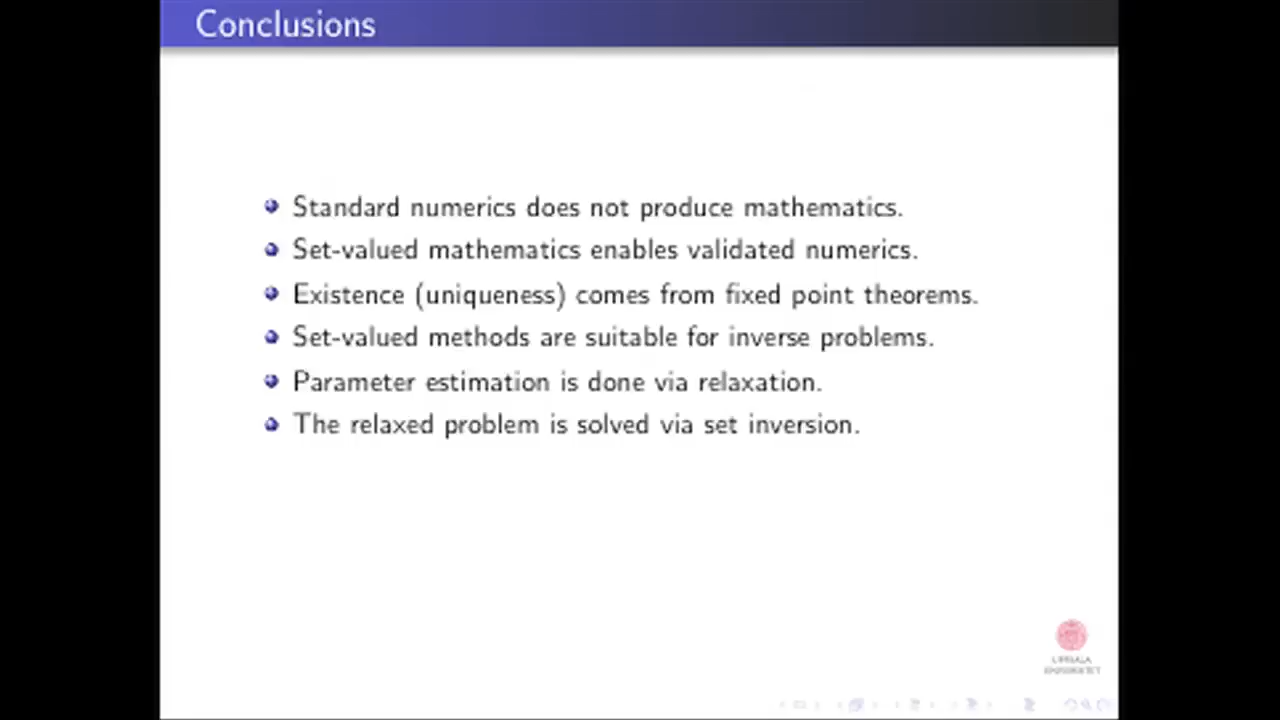 Conclusions
Standard numerics does not produce mathematics.
Set-valued mathematics enables validated numerics.
Existence (uniqueness) comes from fixed point theorems.
Set-valued methods are suitable for inverse problems.
Parameter estimation is done via relaxation.
The relaxed problem is solved via set inversion.
UPPSALA
UNIVERSITET